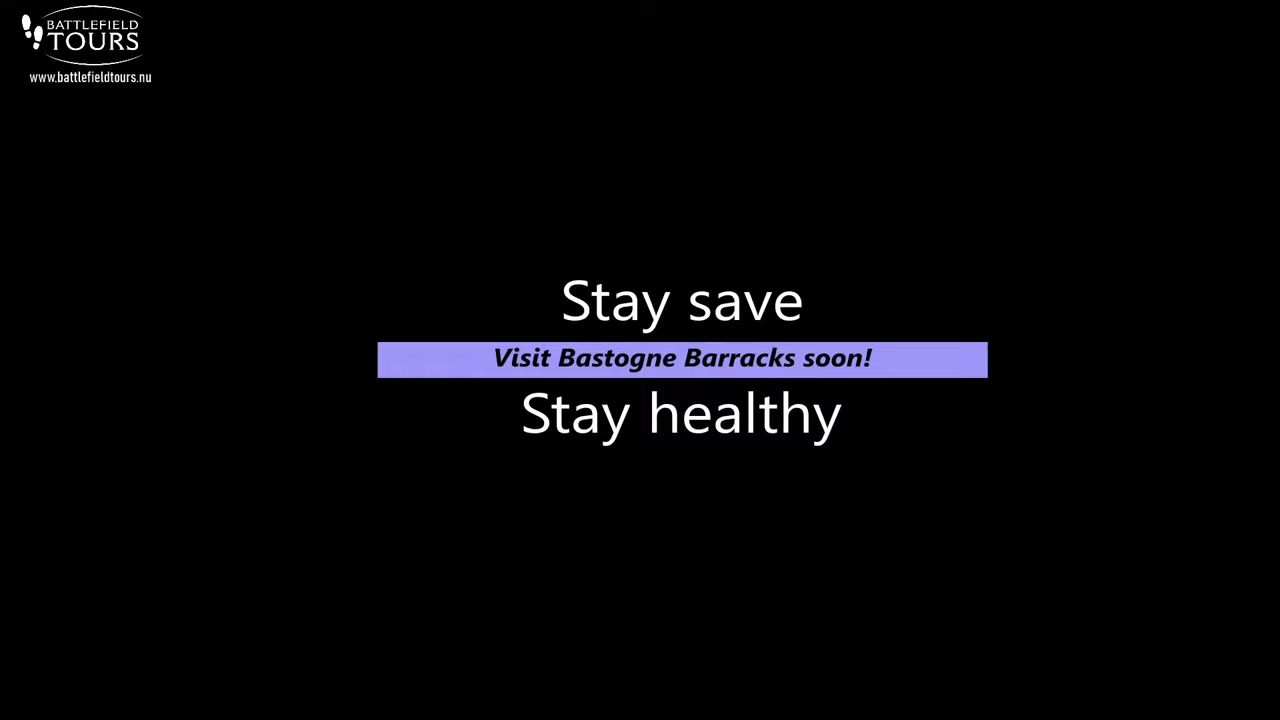 BATTLEFIELD
TOURS
www.battlefieldtours.nu
Stay save
Visit Bastogne Barracks soon!
Stay healthy